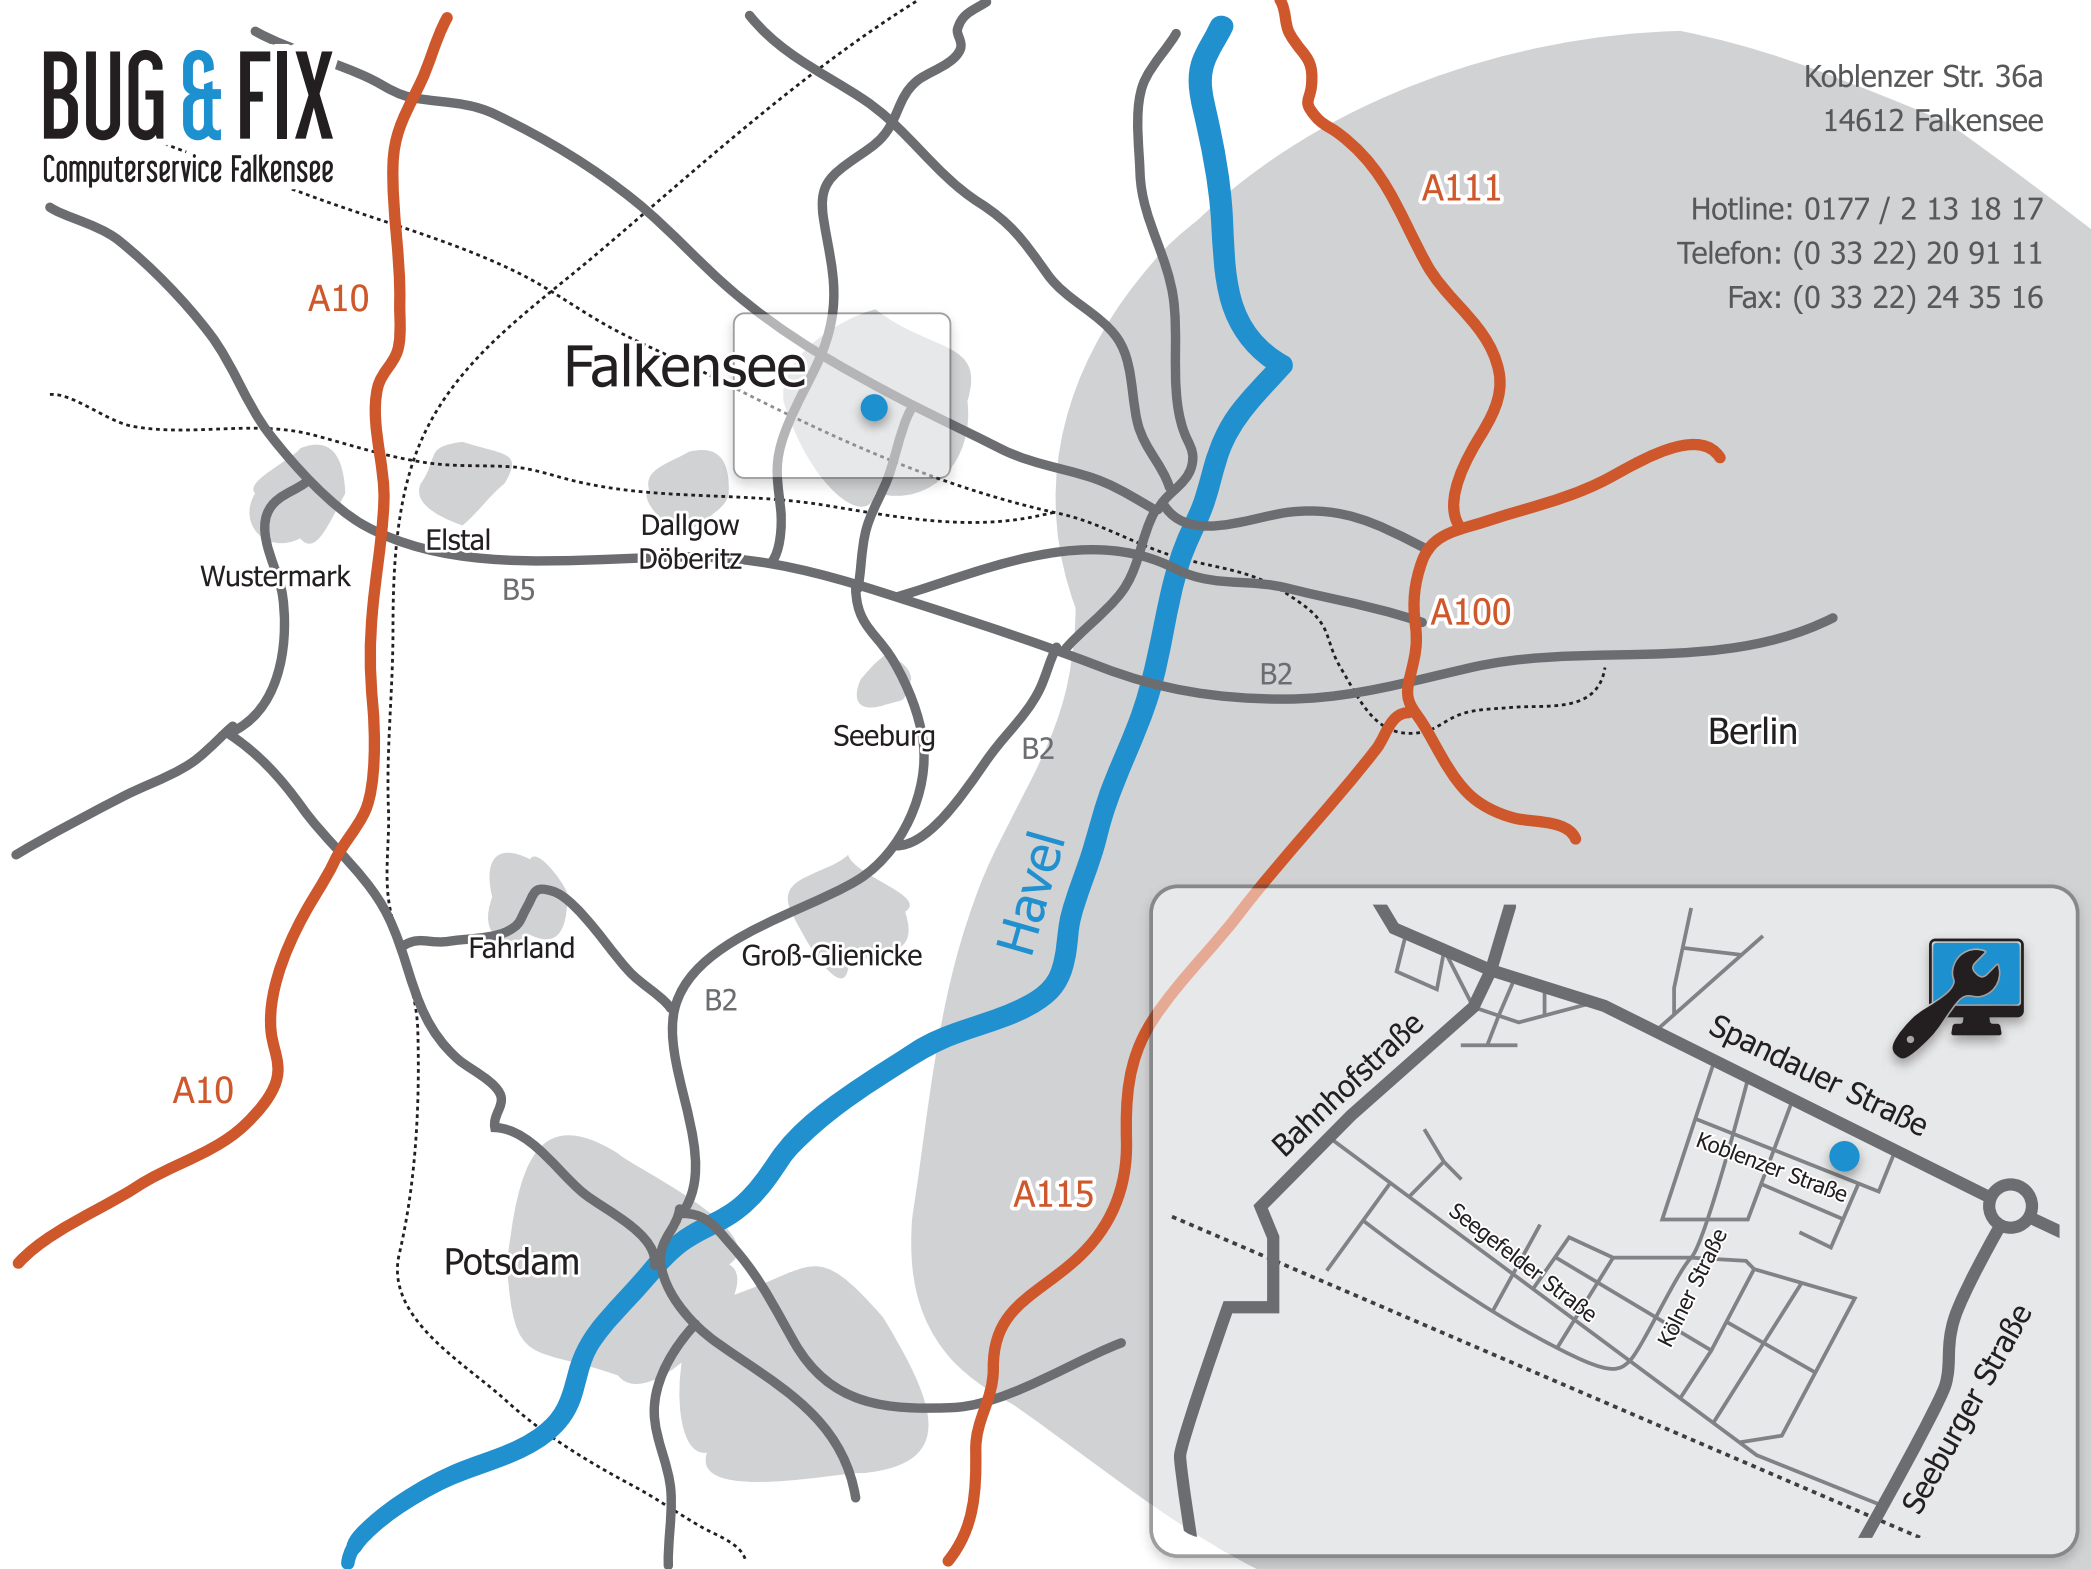 BUG & FIX
Computerservice Falkensee
Koblenzer Str. 36a
14612 Falkensee
Hotline: 0177 / 2 13 18 17
Telefon: (0 33 22) 20 91 11
Fax: (0 33 22) 24 35 16
A111
A10
Falkensee
Elstal
Dallgow
Döberitz
Wustermark
B5
A100
B2
Seeburg
B2
Berlin
Havel
Fahrland
Groß-Glienicke
B2
A10
A115
Potsdam
Bahnhofstraße
Spandauer Straße
Koblenzer Straße
Seegefelder Straße
Kölner Straße
Seeburger Straße